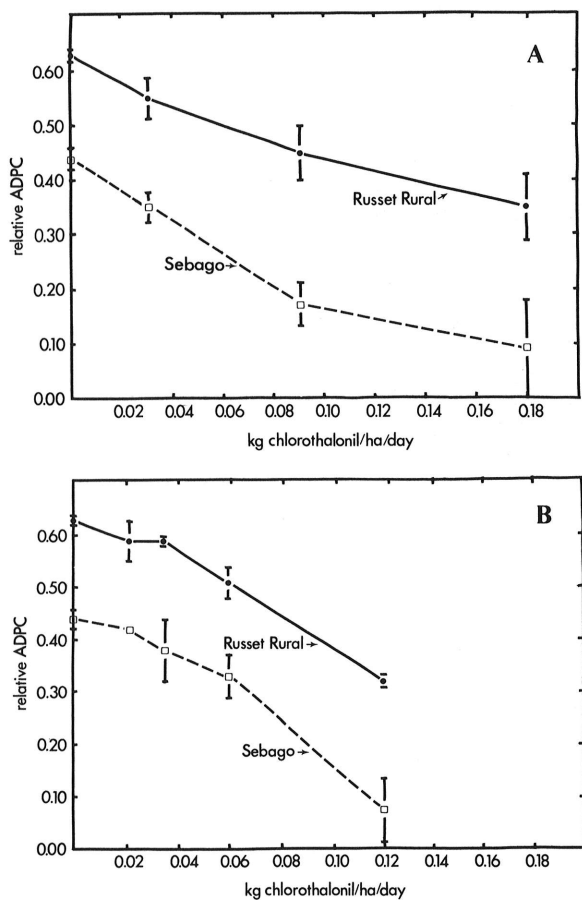 A
0.60
0.50
0.40
0.30
0.20
0.10
0.00
relative ADPC
Russet Rural→
Sebago→
0.02 0.04 0.06 0.08 0.10 0.12 0.14 0.16 0.18
kg chlorothalonil/ha/day
B
0.60
0.50
0.40
0.30
0.20
0.10
0.00
relative ADPC
Russet Rural→
Sebago→
0.02 0.04 0.06 0.08 0.10 0.12 0.14 0.16 0.18
kg chlorothalonil/ha/day